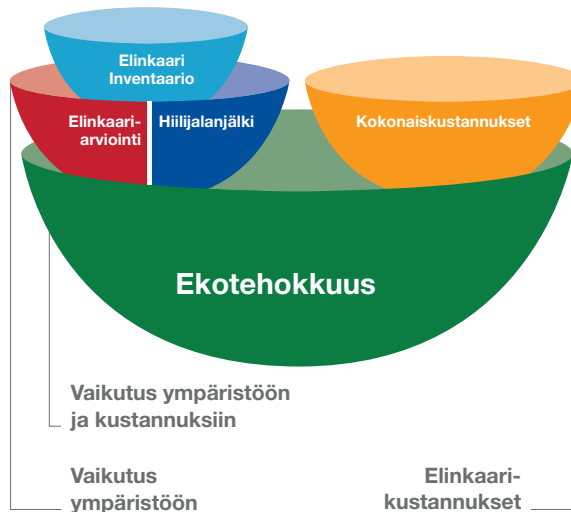 Elinkaari
Inventaario
Elinkaari-
arviointi
Hiilijalanjälki
Kokonaiskustannukset
Ekotehokkuus
Vaikutus ympäristöön
ja kustannuksiin
Vaikutus
ympäristöön
Elinkaari-
kustannukset